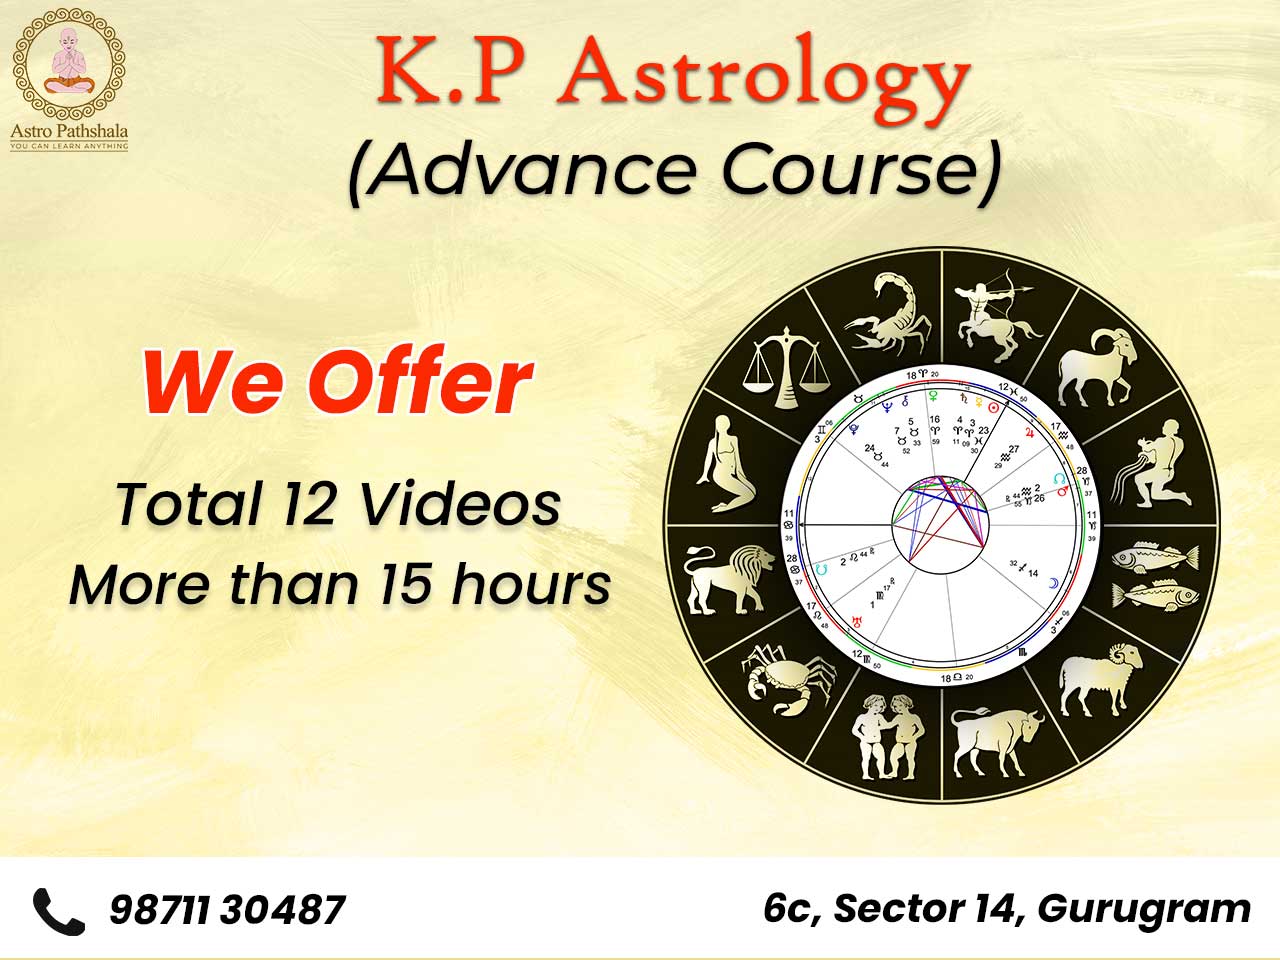 Astro Pathshala
YOU CAN LEARN ANYTHING
K.P Astrology
(Advance Course)
We Offer
Total 12 Videos
More than 15 hours
98711 30487
6c, Sector 14, Gurugram